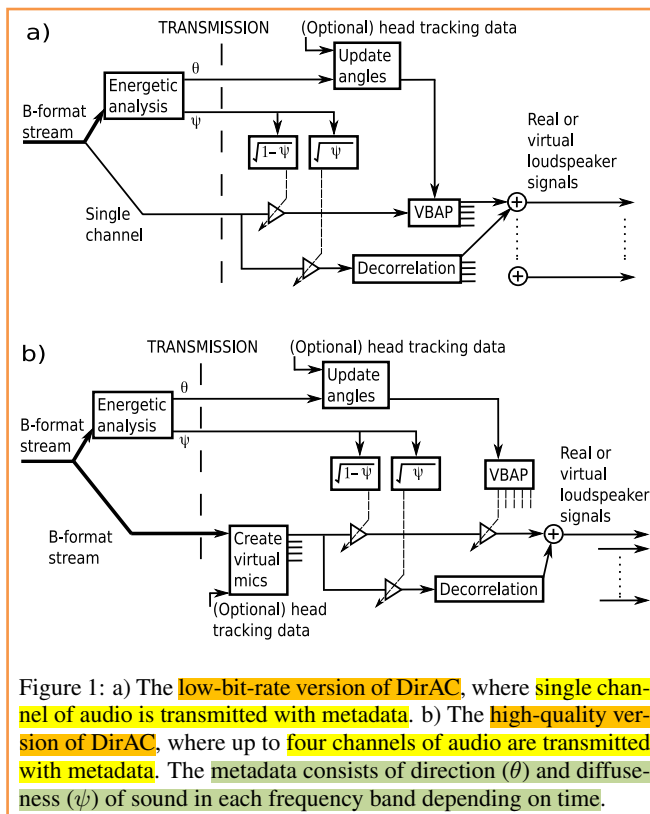 a)
TRANSMISSION
(Optional) head tracking data
θ
Update
angles
Energetic
analysis
B-format
stream
ψ
√1− ψ
√ψ
Real or
virtual
loudspeaker
signals
Single
channel
VBAP
+
Decorrelation
+
b)
TRANSMISSION
(Optional) head tracking data
θ
Update
angles
Energetic
analysis
B-format
stream
ψ
√1− ψ
√ψ
VBAP
Real or
virtual
loudspeaker
signals
B-format
stream
Create
virtual
mics
+
Decorrelation
(Optional) head
tracking data
Figure 1: a) The low-bit-rate version of DirAC, where single chan-
nel of audio is transmitted with metadata. b) The high-quality ver-
sion of DirAC, where up to four channels of audio are transmitted
with metadata. The metadata consists of direction (θ) and diffuse-
ness (ψ) of sound in each frequency band depending on time.